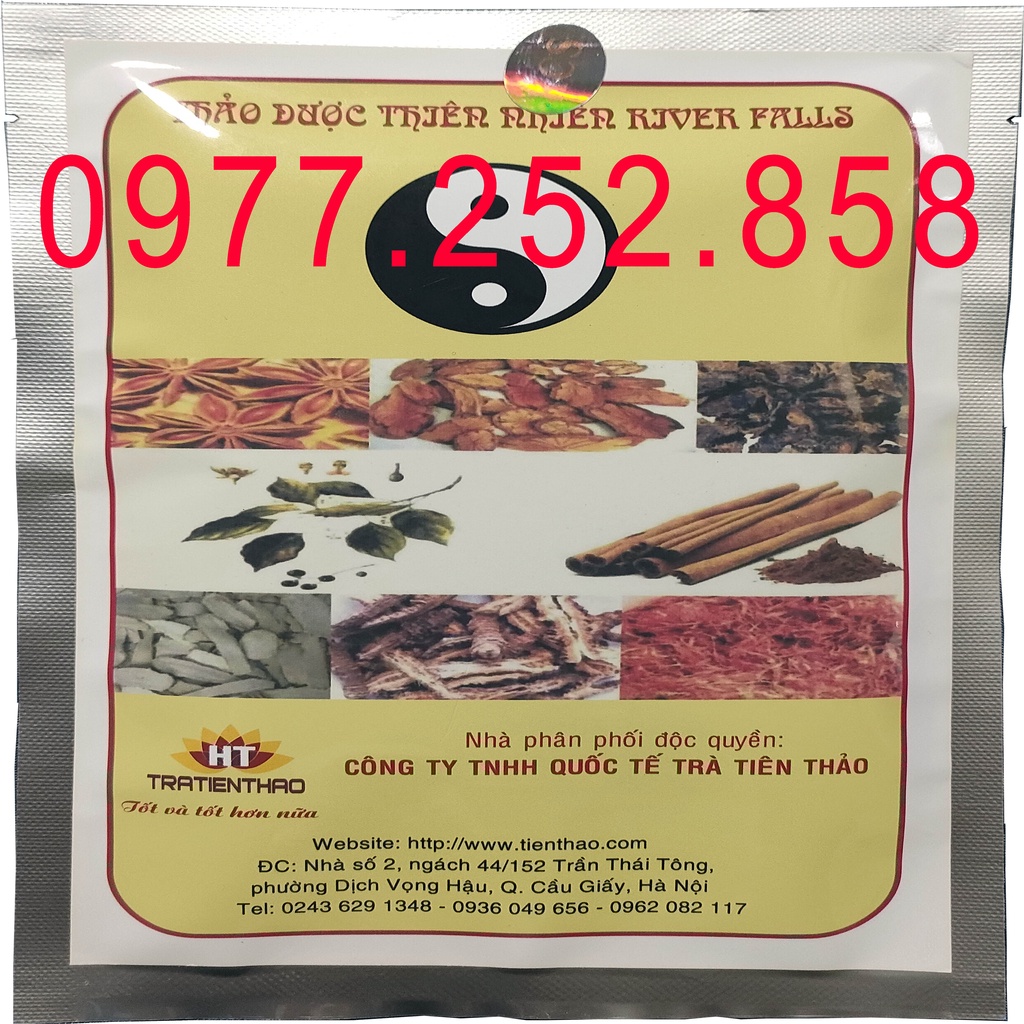 THẢO DƯỢC THIÊN NHIÊN RIVER FALLS
0977.252.858
HT
TRATIENTHAO
Tốt và tốt hơn nữa
Nhà phân phối độc quyền:
CÔNG TY TNHH QUỐC TẾ TRÀ TIÊN THẢO
Website: http://www.tienthao.com
ĐC: Nhà số 2, ngách 44/152 Trần Thái Tông,
phường Dịch Vọng Hậu, Q. Cầu Giấy, Hà Nội
Tel: 0243 629 1348 - 0936 049 656 - 0962 082 117